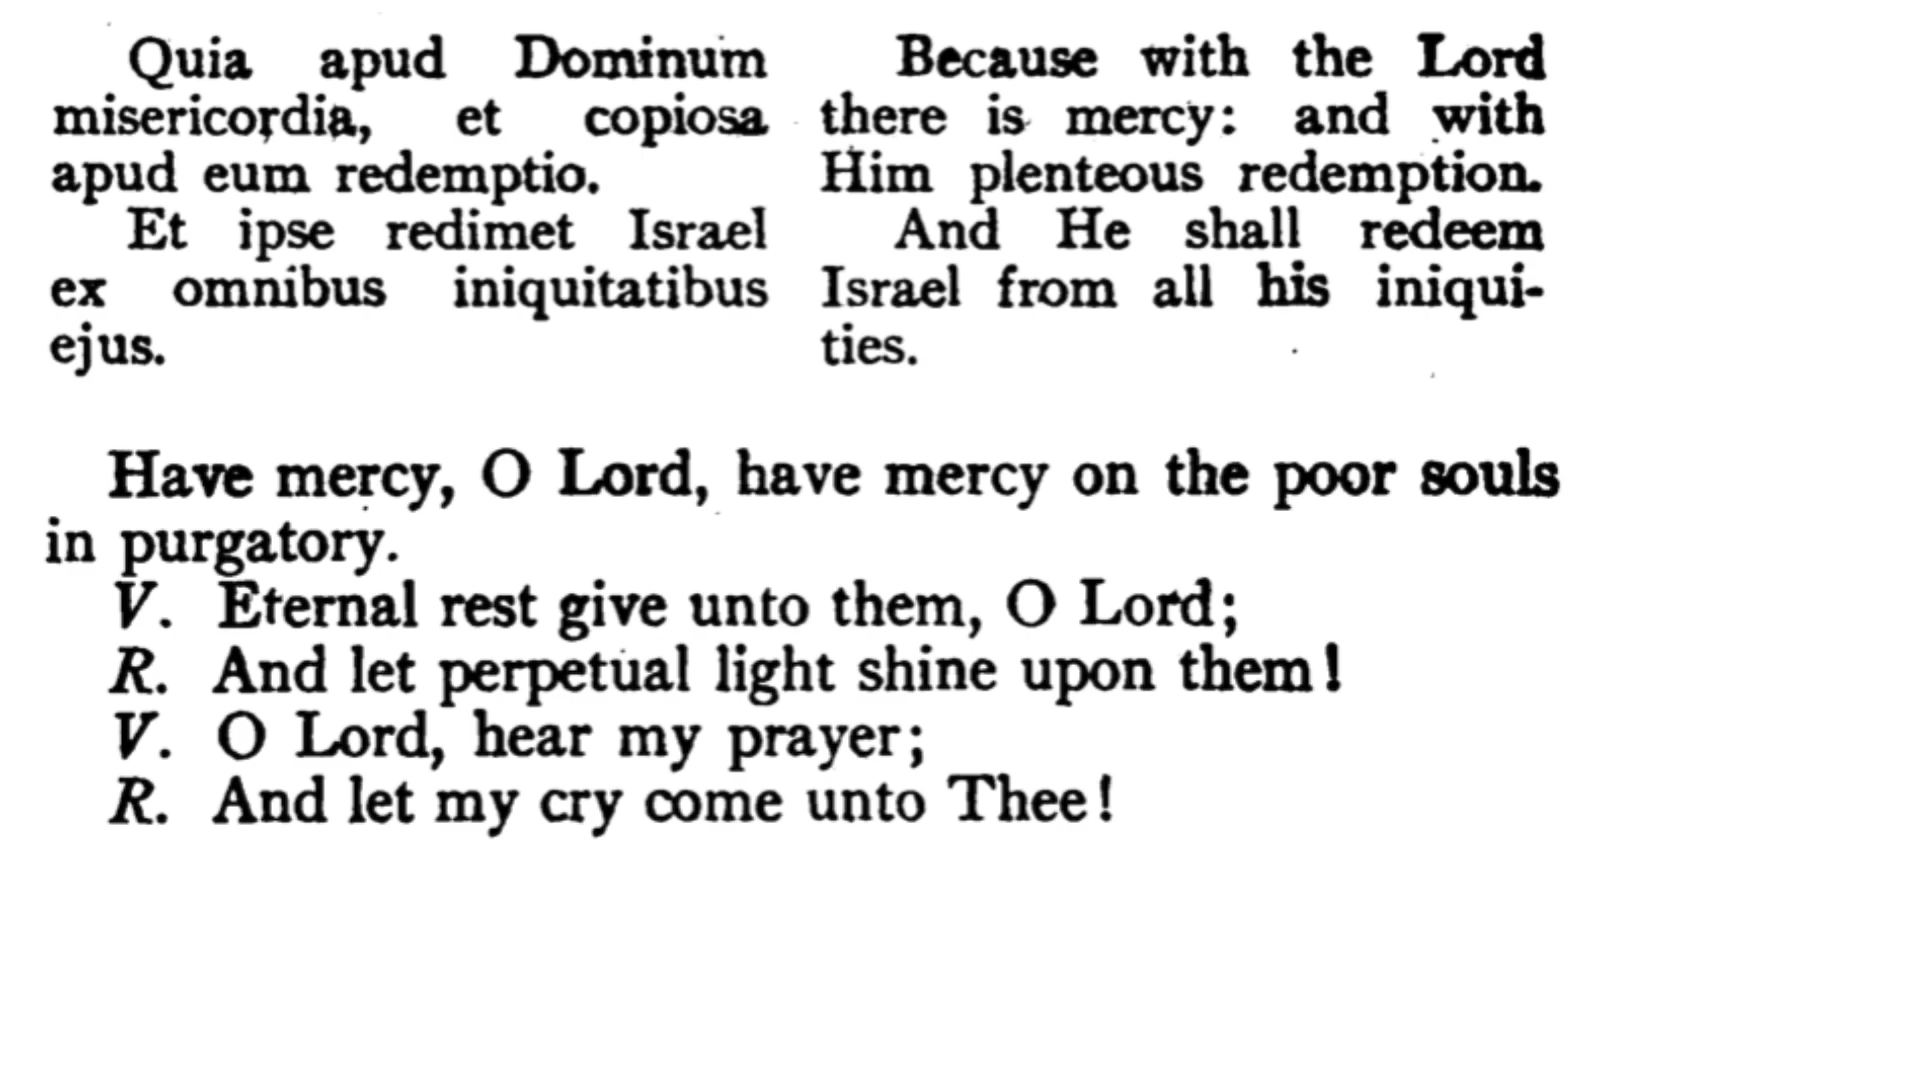 Quia apud Dominum
misericordia, et copiosa
apud eum redemptio.
Et ipse redimet Israel
ex omnibus iniquitatibus
ejus.
Because with the Lord
there is mercy: and with
Him plenteous redemption.
And He shall redeem
Israel from all his iniqui-
ties.
Have mercy, O Lord, have mercy on the poor souls
in purgatory.
V. Eternal rest give unto them, O Lord;
R. And let perpetual light shine upon them!
V. O Lord, hear my prayer;
R. And let my cry come unto Thee!